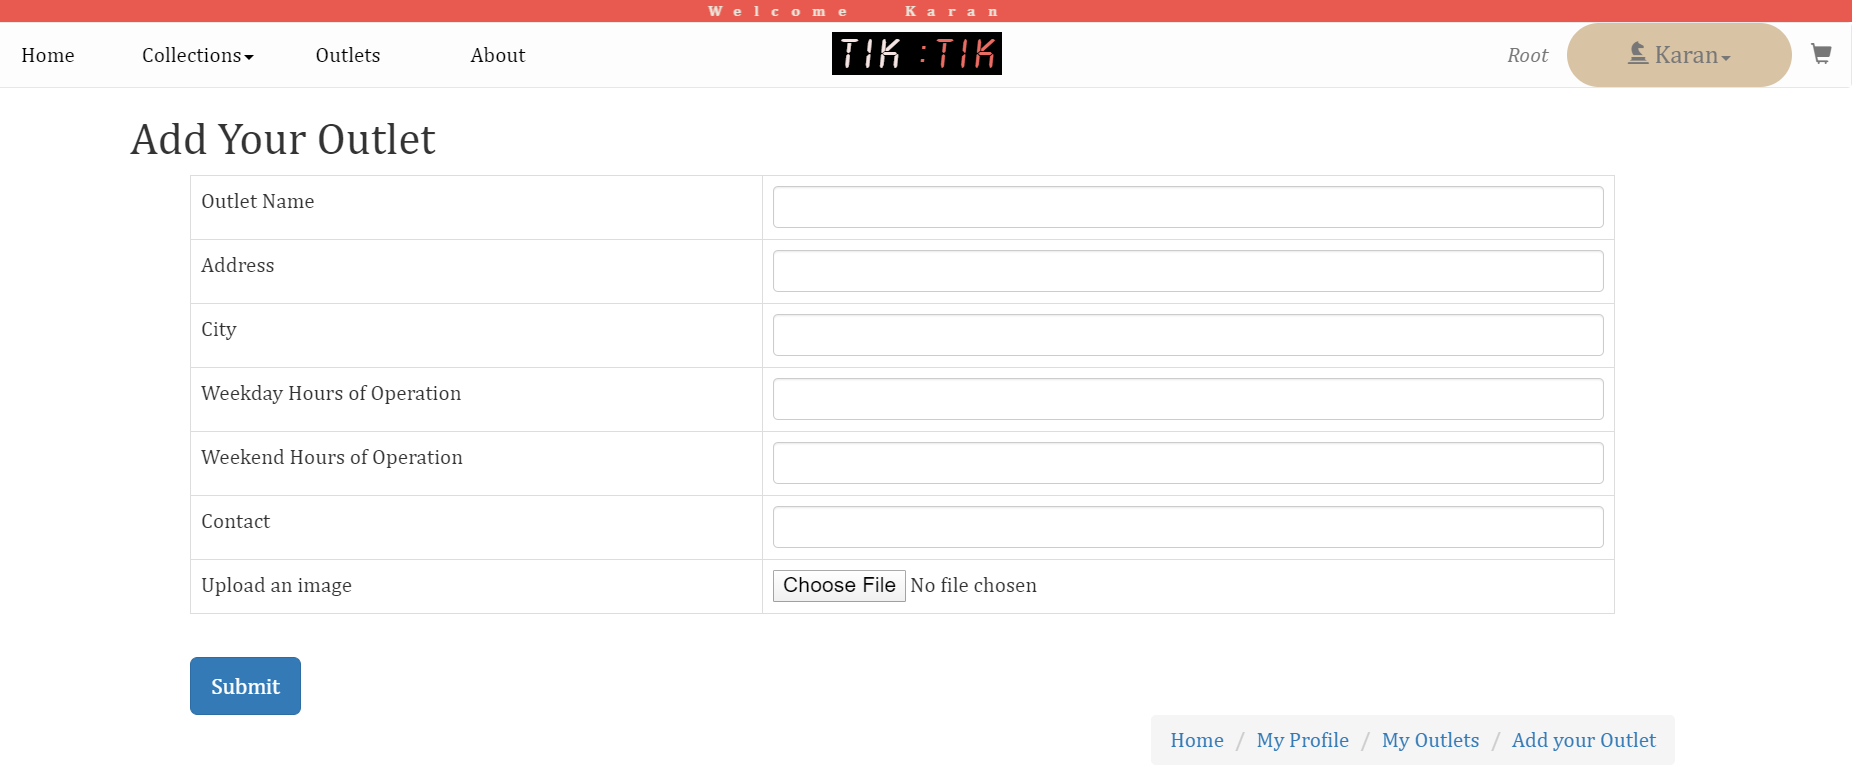 Welcome Karan
Home Collections Outlets About TIK : TIK Root Karan
Add Your Outlet
Outlet Name
Address
City
Weekday Hours of Operation
Weekend Hours of Operation
Contact
Upload an image Choose File No file chosen
Submit
Home / My Profile / My Outlets / Add your Outlet